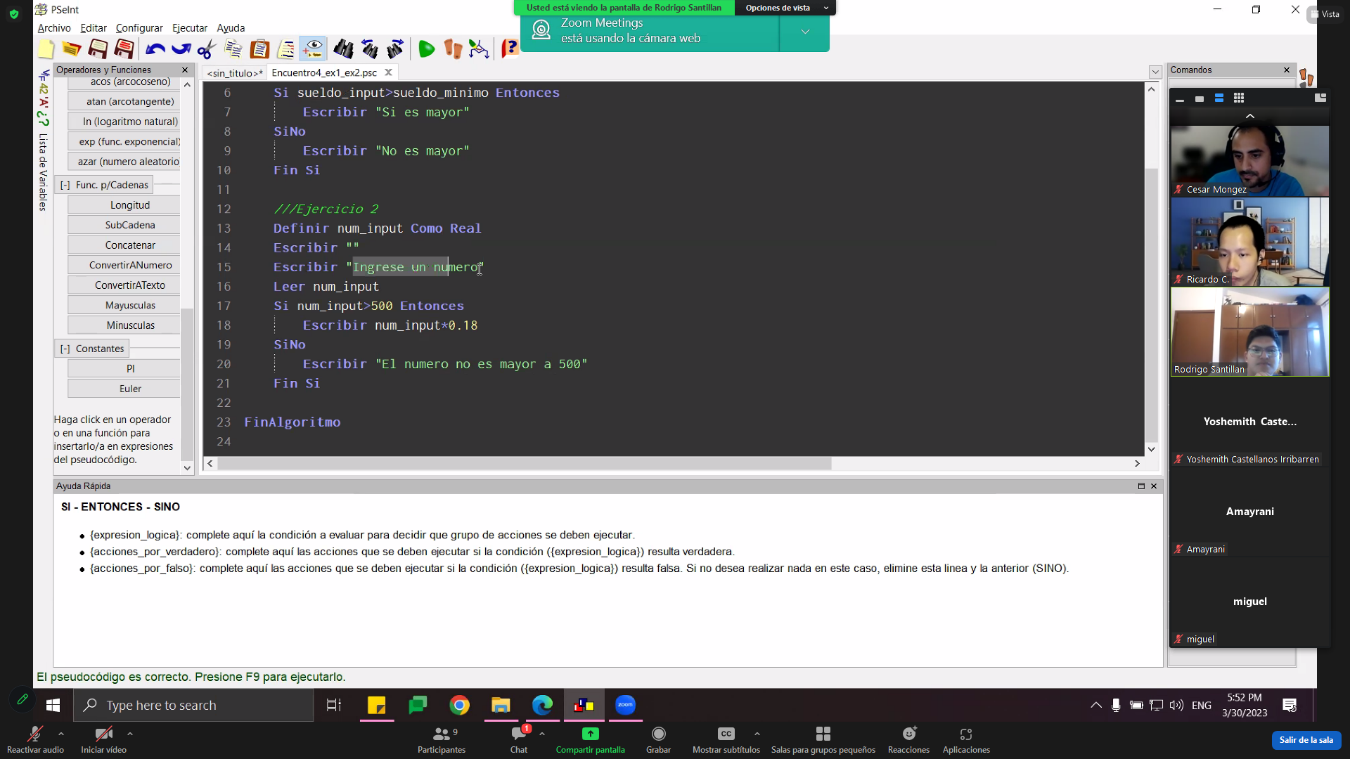 Usted está viendo la pantalla de Rodrigo Santillan
Opciones de vista
PSeInt
Vista
Zoom Meetings
está usando la cámara web
Archivo Editar Configurar Ejecutar Ayuda
Operadores y Funciones
<sin_titulo>*
Encuentro4_ex1_ex2.psc
Comandos
Lista de Variables
acos (arcocoseno)
atan (arcotangente)
ln (logaritmo natural)
exp (func. exponencial)
azar (numero aleatorio
[-] Func. p/Cadenas
Longitud
SubCadena
Concatenar
ConvertirANumero
ConvertirATexto
Mayusculas
Minusculas
[-] Constantes
PI
Euler
Haga click en un operador
o en una función para
insertarlo/a en expresiones
del pseudocódigo.
6 Si sueldo_input>sueldo_minimo Entonces
7 Escribir "Si es mayor"
8 SiNo
9 Escribir "No es mayor"
10 Fin Si
11
12 ///Ejercicio 2
13 Definir num_input Como Real
14 Escribir ""
15 Escribir "Ingrese un numero"
16 Leer num_input
17 Si num_input>500 Entonces
18 Escribir num_input*0.18
19 SiNo
20 Escribir "El numero no es mayor a 500"
21 Fin Si
22
23 FinAlgoritmo
24
Ayuda Rápida
SI - ENTONCES - SINO
{expresion_logica}: complete aquí la condición a evaluar para decidir que grupo de acciones se deben ejecutar.
{acciones_por_verdadero}: complete aquí las acciones que se deben ejecutar si la condición ({expresion_logica}) resulta verdadera.
{acciones_por_falso}: complete aquí las acciones que se deben ejecutar si la condición ({expresion_logica}) resulta falsa. Si no desea realizar nada en este caso, elimine esta linea y la anterior (SINO).
El pseudocódigo es correcto. Presione F9 para ejecutarlo.
Cesar Mongez
Ricardo C.
Rodrigo Santillan
Yoshemith Caste...
Yoshemith Castellanos Irribarren
Amayrani
Amayrani
miguel
miguel
Type here to search
zoom
ENG
5:52 PM
3/30/2023
Reactivar audio
Iniciar vídeo
Participantes
9
Chat
1
Compartir pantalla
Grabar
CC
Mostrar subtítulos
Salas para grupos pequeños
Reacciones
Aplicaciones
Salir de la sala